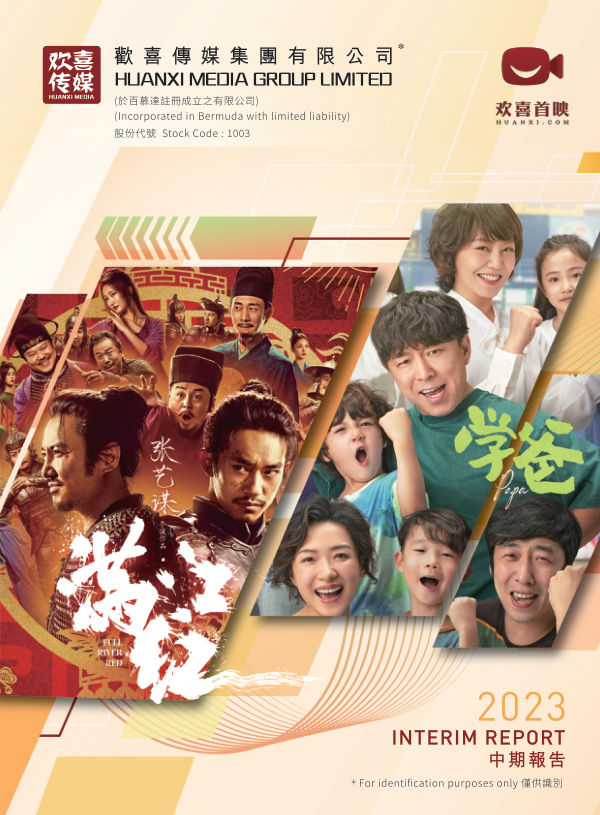 欢喜
传媒
HUANXI MEDIA
歡喜傳媒集團有限公司*
HUANXI MEDIA GROUP LIMITED
(於百慕達註冊成立之有限公司)
(Incorporated in Bermuda with limited liability)
股份代號 Stock Code : 1003
欢喜首映
HUANXI.COM
学爸
Papa
张艺谋
作品
满江红
FULL
RIVER
RED
2023
INTERIM REPORT
中期報告
* For identification purposes only 僅供識別